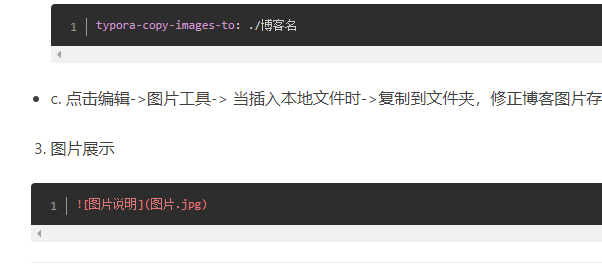 1 typora-copy-images-to: ./博客名
c. 点击编辑->图片工具-> 当插入本地文件时->复制到文件夹，修正博客图片存
3. 图片展示
1 ![图片说明](图片.jpg)